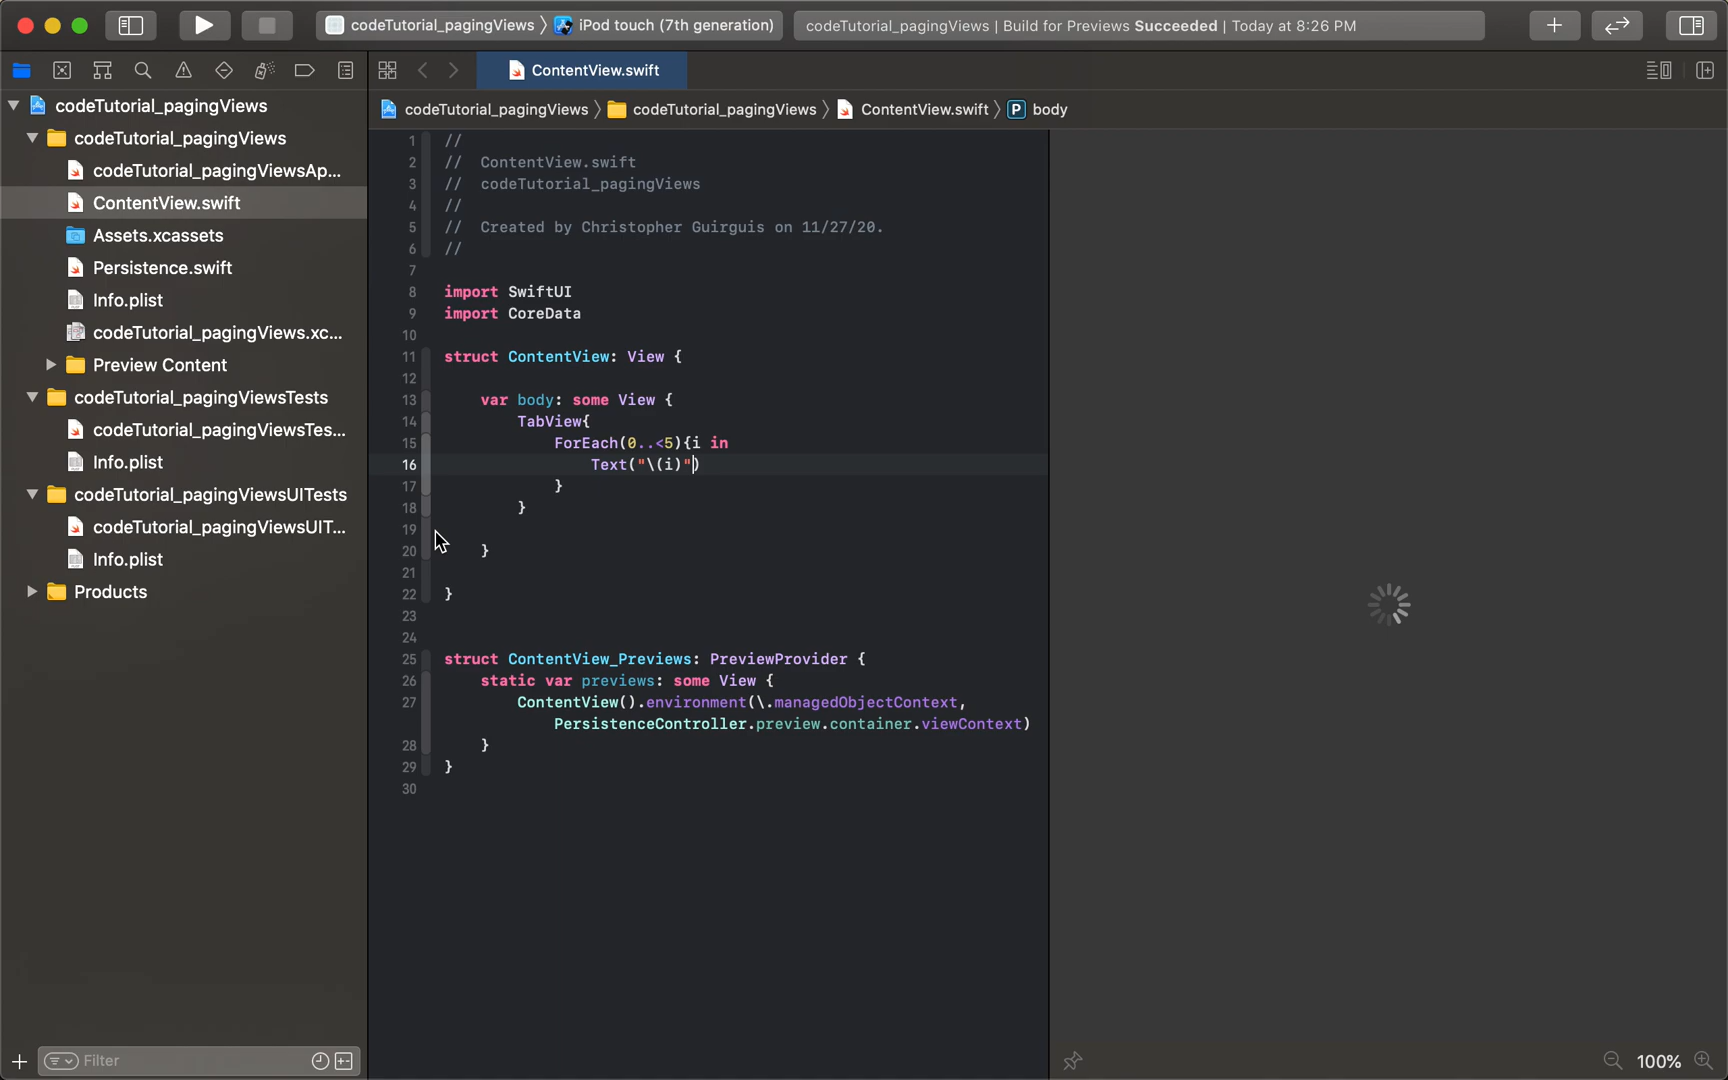 codeTutorial_pagingViews 〉 iPod touch (7th generation)
codeTutorial_pagingViews | Build for Previews Succeeded | Today at 8:26 PM
ContentView.swift
codeTutorial_pagingViews 〉 codeTutorial_pagingViews 〉 ContentView.swift 〉 P body
codeTutorial_pagingViews
codeTutorial_pagingViews
codeTutorial_pagingViewsAp...
ContentView.swift
Assets.xcassets
Persistence.swift
Info.plist
codeTutorial_pagingViews.xc...
Preview Content
codeTutorial_pagingViewsTests
codeTutorial_pagingViewsTes...
Info.plist
codeTutorial_pagingViewsUITests
codeTutorial_pagingViewsUIT...
Info.plist
Products
Filter
1 //
2 // ContentView.swift
3 // codeTutorial_pagingViews
4 //
5 // Created by Christopher Guirguis on 11/27/20.
6 //
7
8 import SwiftUI
9 import CoreData
10
11 struct ContentView: View {
12
13 var body: some View {
14 TabView{
15 ForEach(0..<5){i in
16 Text("\(i)")
17 }
18 }
19
20 }
21
22 }
23
24
25 struct ContentView_Previews: PreviewProvider {
26 static var previews: some View {
27 ContentView().environment(\.managedObjectContext,
PersistenceController.preview.container.viewContext)
28 }
29 }
30
100%